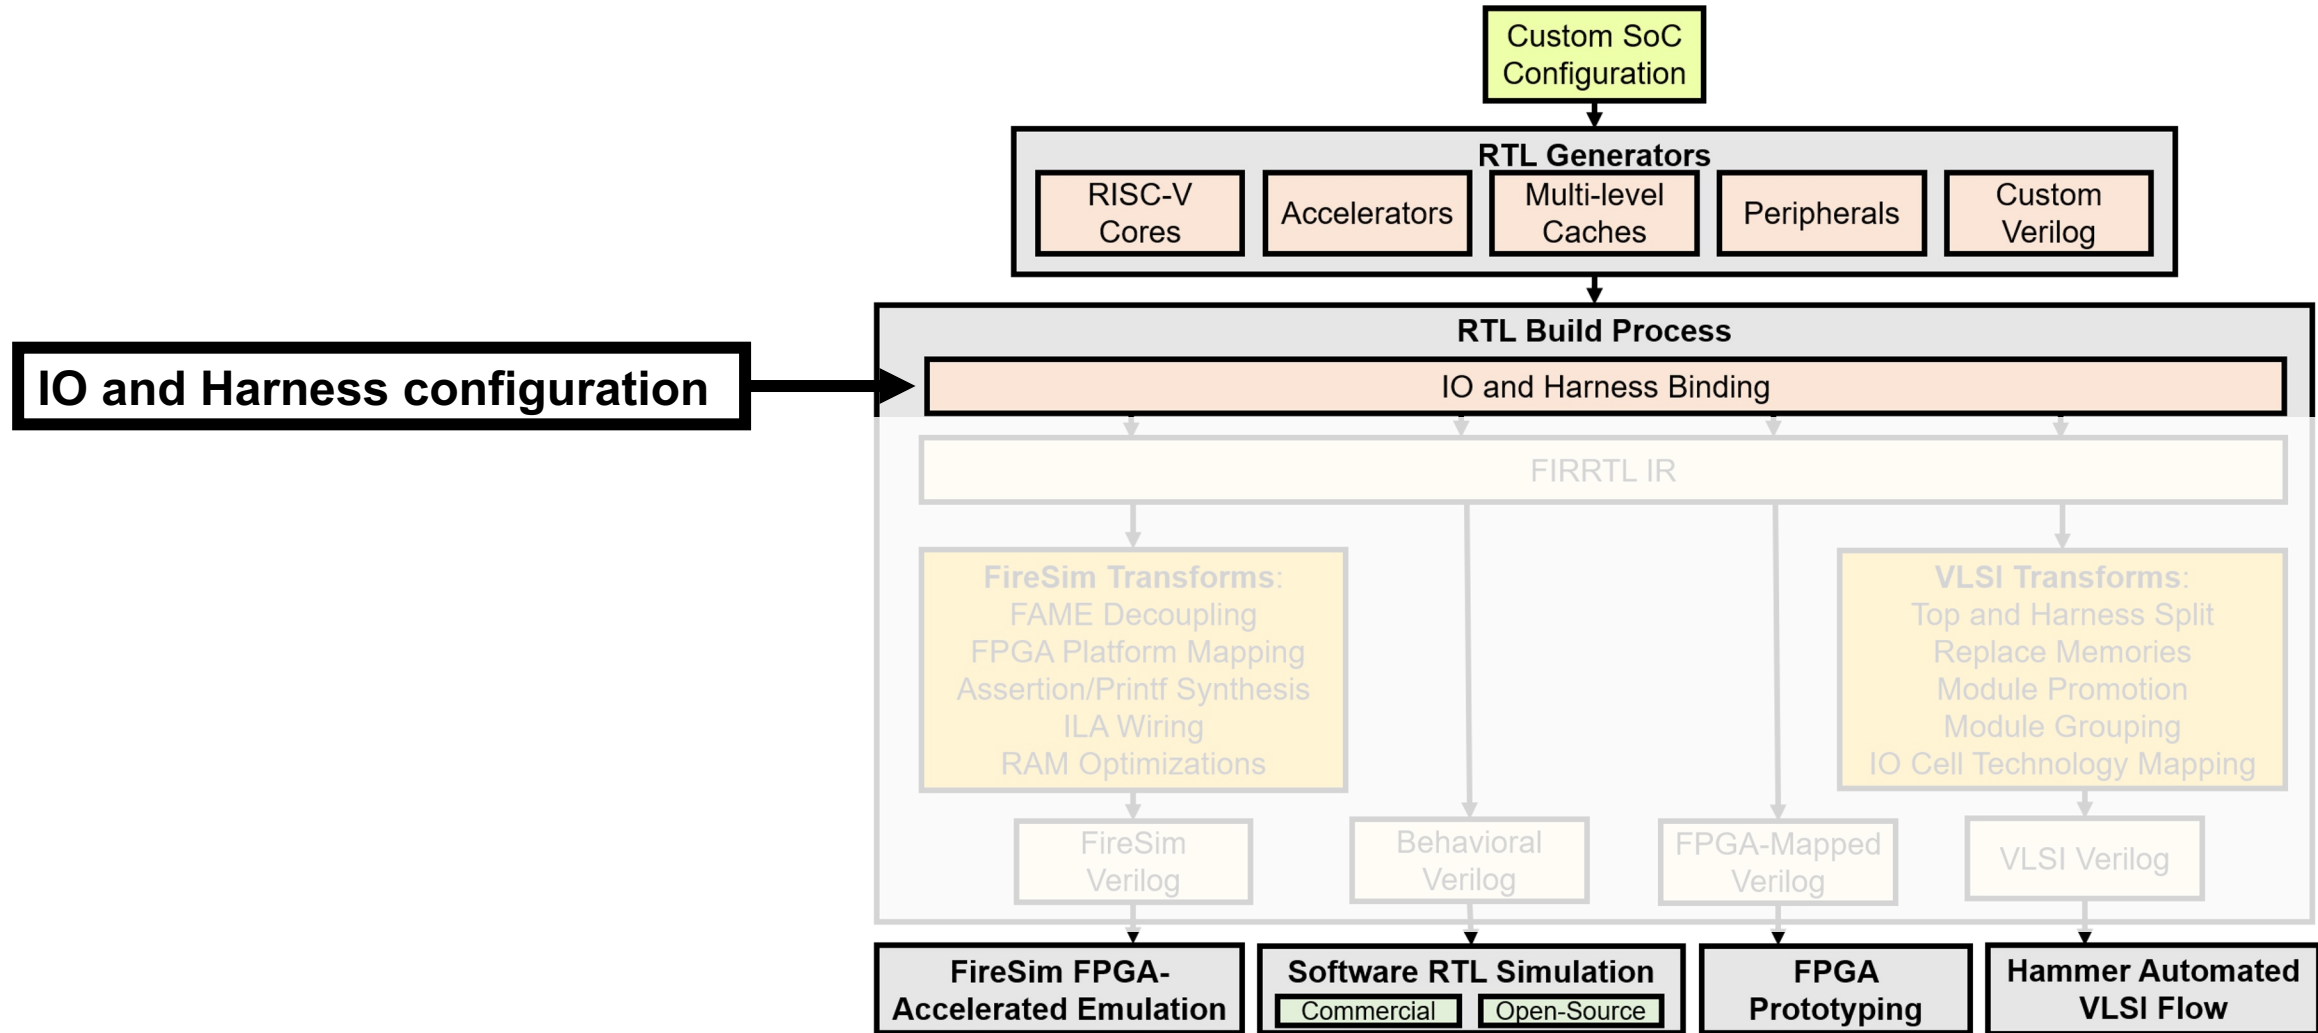 Custom SoC
Configuration
RTL Generators
RISC-V
Cores
Accelerators
Multi-level
Caches
Peripherals
Custom
Verilog
RTL Build Process
IO and Harness configuration
IO and Harness Binding
FIRRTL IR
FireSim Transforms:
FAME Decoupling
FPGA Platform Mapping
Assertion/Printf Synthesis
ILA Wiring
RAM Optimizations
VLSI Transforms:
Top and Harness Split
Replace Memories
Module Promotion
Module Grouping
IO Cell Technology Mapping
FireSim
Verilog
Behavioral
Verilog
FPGA-Mapped
Verilog
VLSI Verilog
FireSim FPGA-
Accelerated Emulation
Software RTL Simulation
Commercial
Open-Source
FPGA
Prototyping
Hammer Automated
VLSI Flow